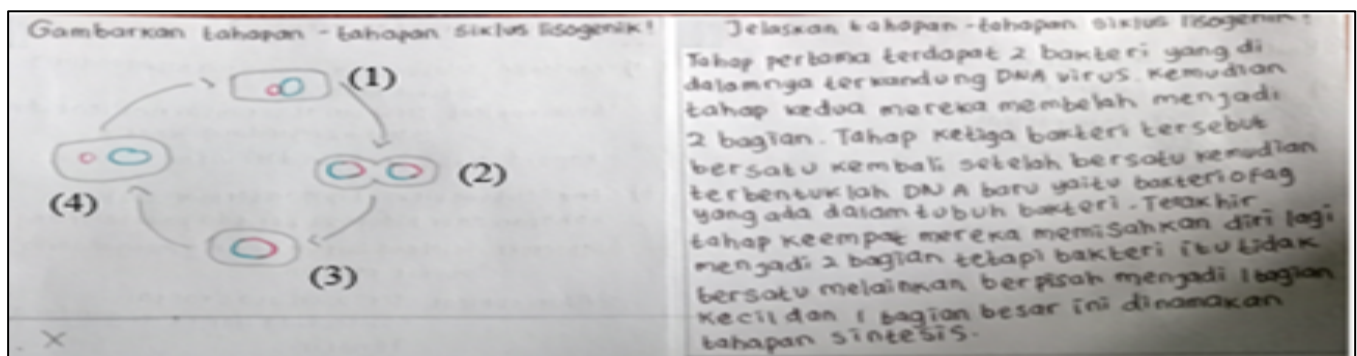 Gambarkan tahapan - tahapan siklus lisogenik!
(1)
(2)
(3)
(4)
Jelaskan tahapan-tahapan siklus lisogenik!
Tahap pertama terdapat 2 bakteri yang di
dalamnya terkandung DNA virus. Kemudian
tahap kedua mereka membelah menjadi
2 bagian. Tahap ketiga bakteri tersebut
bersatu kembali setelah bersatu kemudian
terbentuklah DNA baru yaitu bakteriofag
yang ada dalam tubuh bakteri. Terakhir
tahap keempat mereka memisahkan diri lagi
menjadi 2 bagian tetapi bakteri itu tidak
bersatu melainkan berpisah menjadi 1 bagian
kecil dan 1 bagian besar ini dinamakan
tahapan sintesis.